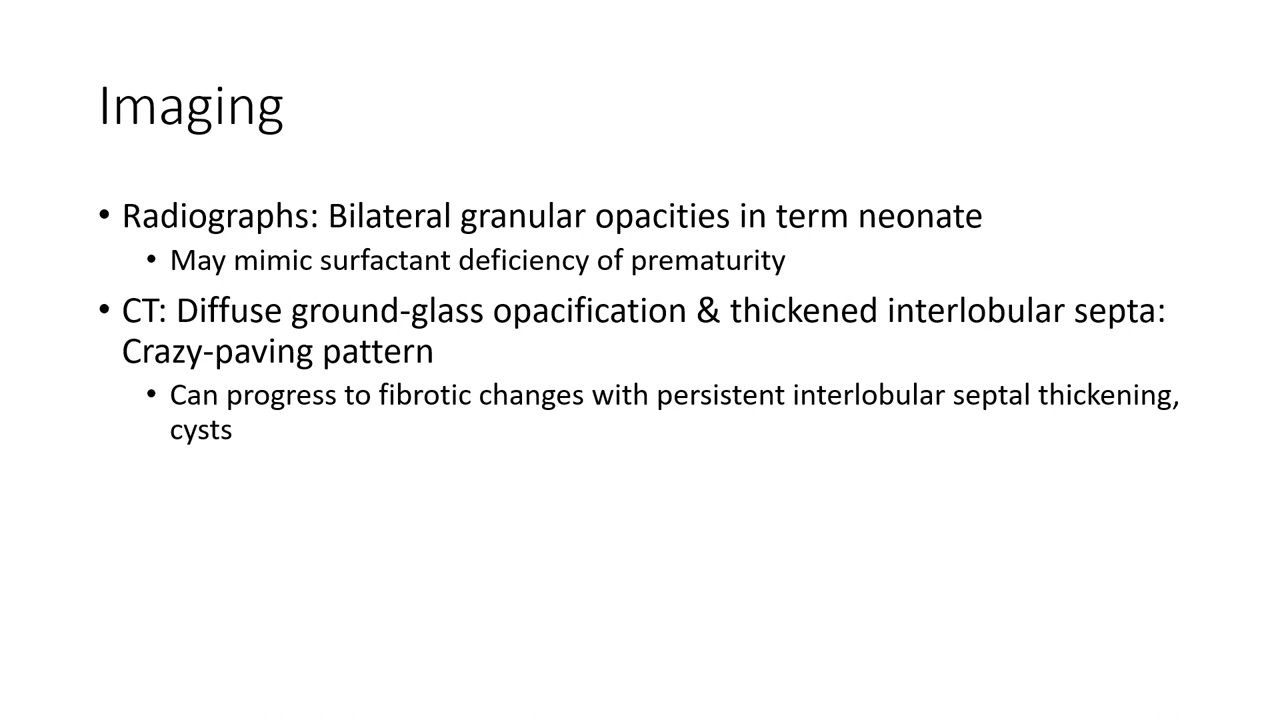 Imaging
• Radiographs: Bilateral granular opacities in term neonate
• May mimic surfactant deficiency of prematurity
• CT: Diffuse ground-glass opacification & thickened interlobular septa:
Crazy-paving pattern
• Can progress to fibrotic changes with persistent interlobular septal thickening,
cysts